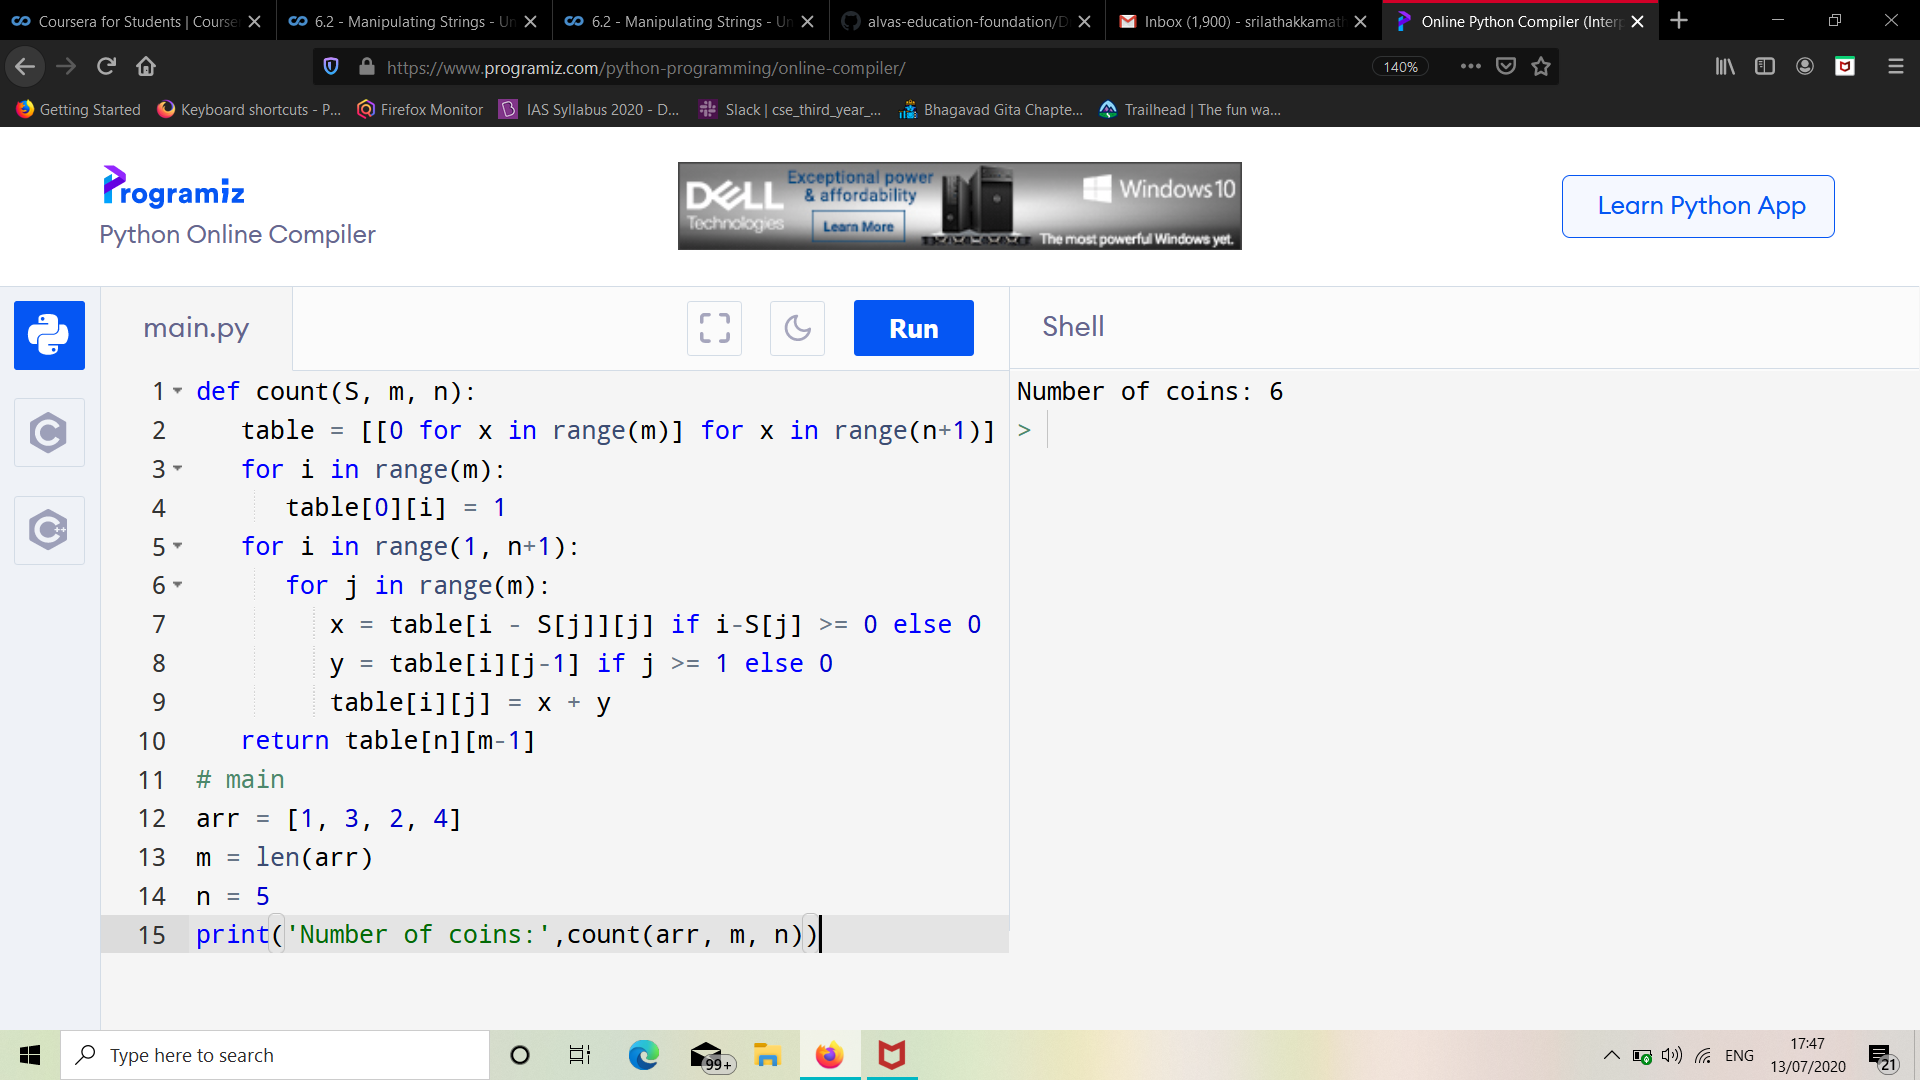 Coursera for Students | Course
6.2 - Manipulating Strings - Un
6.2 - Manipulating Strings - Un
alvas-education-foundation/D
Inbox (1,900) - srilathakkamath
Online Python Compiler (Interp
https://www.programiz.com/python-programming/online-compiler/
140%
Getting Started
Keyboard shortcuts - P...
Firefox Monitor
IAS Syllabus 2020 - D...
Slack | cse_third_year_...
Bhagavad Gita Chapte...
Trailhead | The fun wa...
Programiz
Python Online Compiler
DELL
Technologies
Exceptional power
& affordability
Learn More
Windows 10
The most powerful Windows yet.
Learn Python App
main.py
Run
Shell
1 def count(S, m, n):
2 table = [[0 for x in range(m)] for x in range(n+1)]
3 for i in range(m):
4 table[0][i] = 1
5 for i in range(1, n+1):
6 for j in range(m):
7 x = table[i - S[j]][j] if i-S[j] >= 0 else 0
8 y = table[i][j-1] if j >= 1 else 0
9 table[i][j] = x + y
10 return table[n][m-1]
11 # main
12 arr = [1, 3, 2, 4]
13 m = len(arr)
14 n = 5
15 print('Number of coins:',count(arr, m, n))
Number of coins: 6
>
Type here to search
99+
ENG
17:47
13/07/2020
21